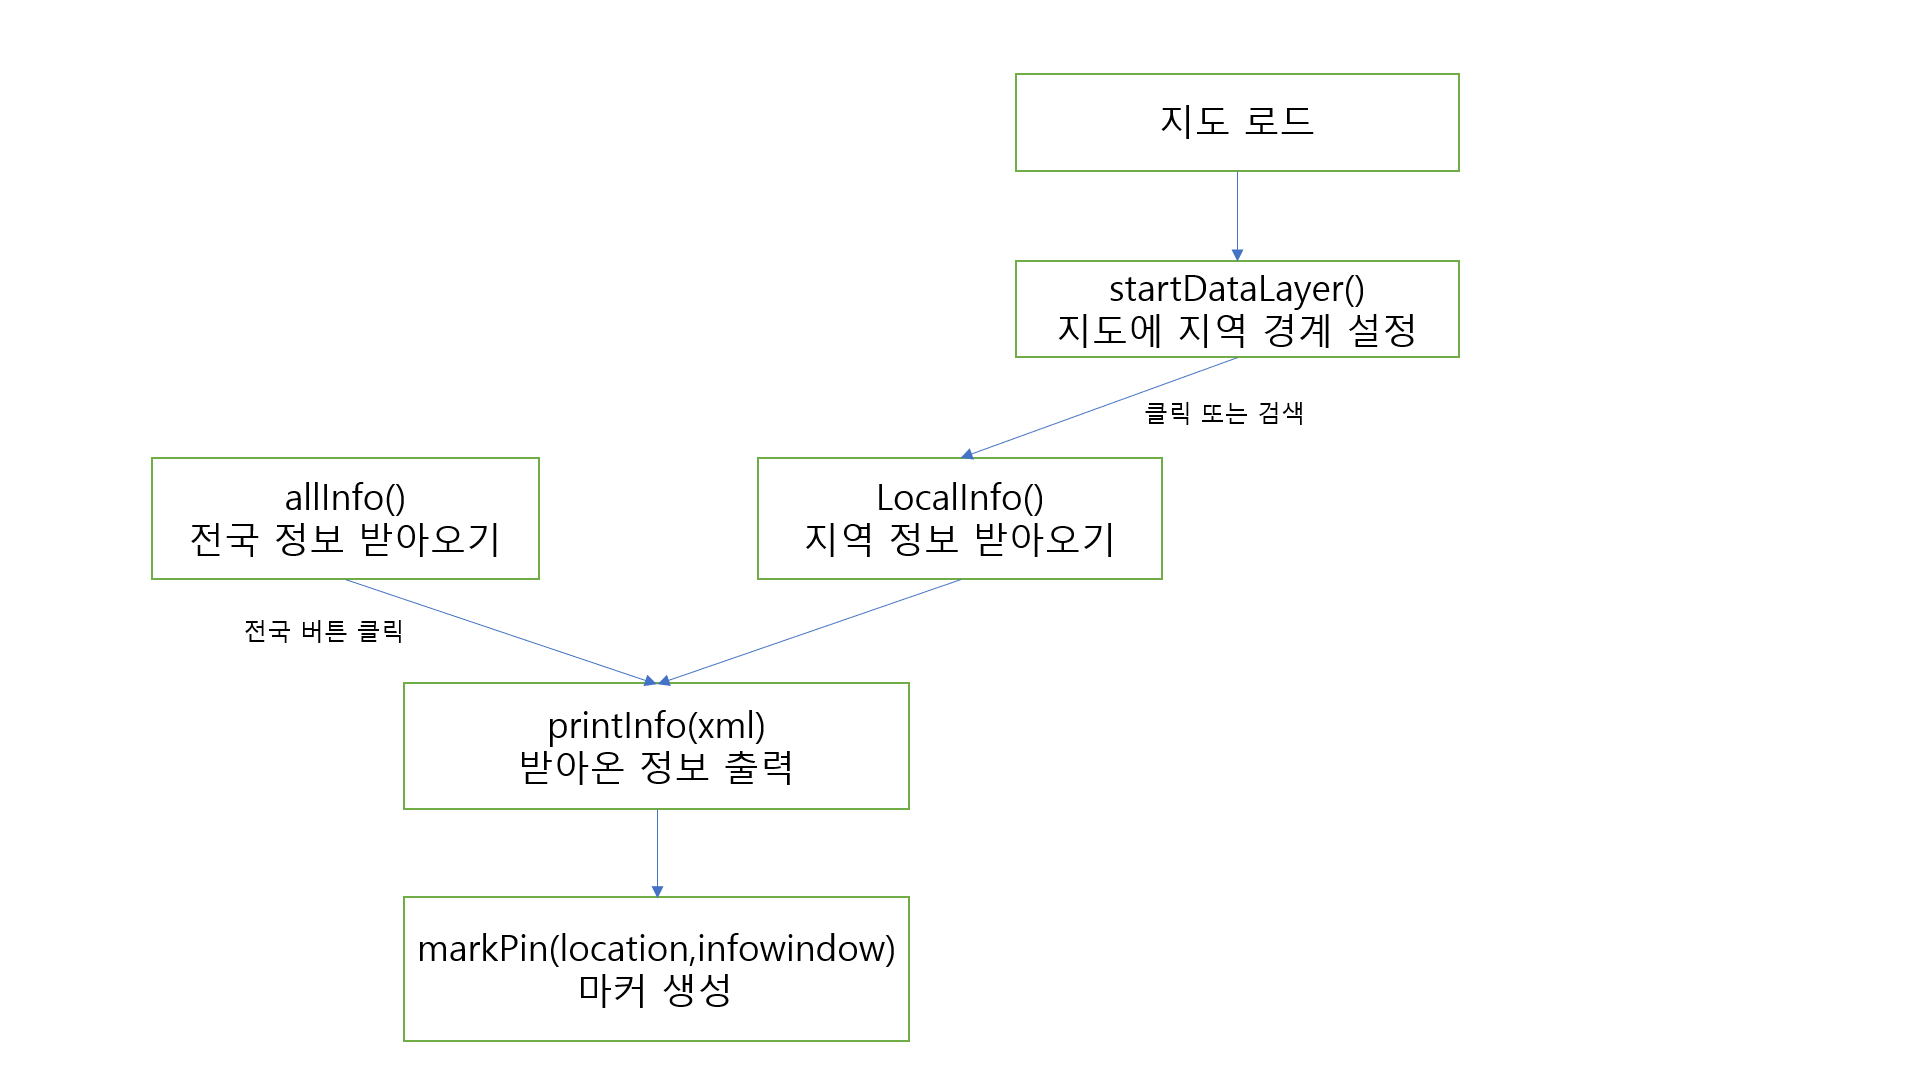 지도 로드
startDataLayer()
지도에 지역 경계 설정
클릭 또는 검색
allInfo()
전국 정보 받아오기
LocalInfo()
지역 정보 받아오기
전국 버튼 클릭
printInfo(xml)
받아온 정보 출력
markPin(location,infowindow)
마커 생성